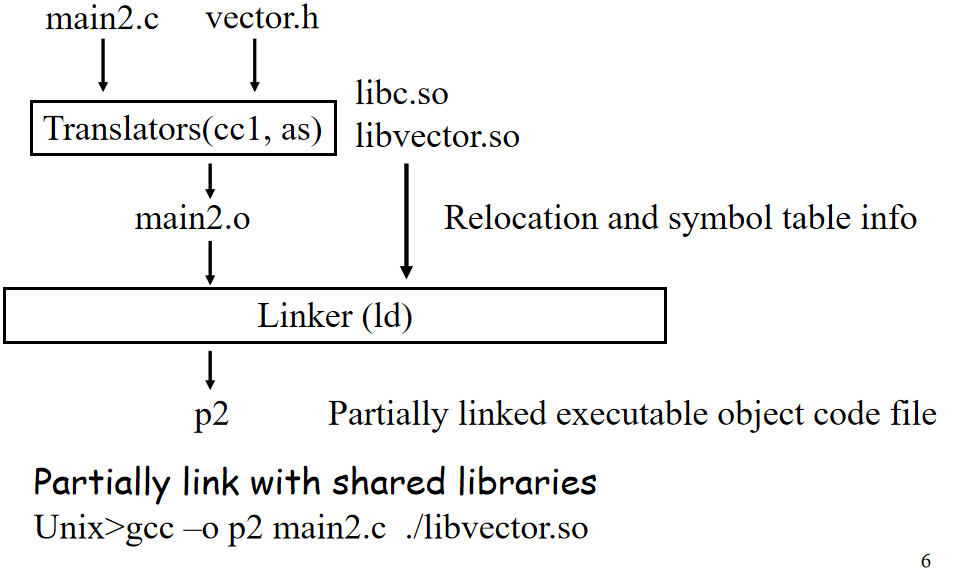 main2.c vector.h
libc.so
Translators(cc1, as)
libvector.so
main2.o
Relocation and symbol table info
Linker (ld)
p2
Partially linked executable object code file
Partially link with shared libraries
Unix>gcc –o p2 main2.c ./libvector.so
6